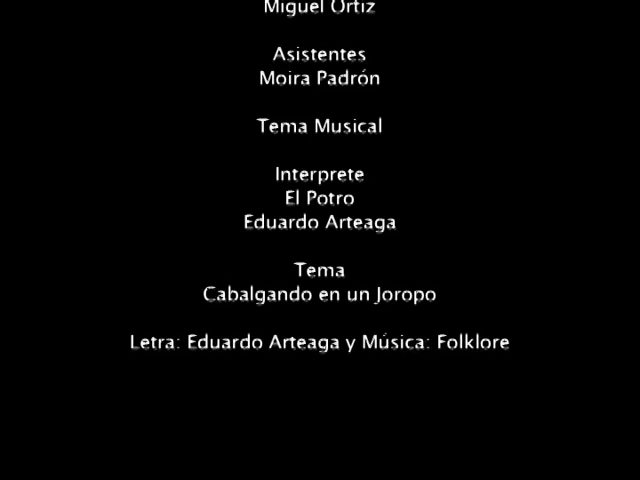 Miguel Ortiz
Asistentes
Moira Padrón
Tema Musical
Interprete
El Potro
Eduardo Arteaga
Tema
Cabalgando en un Joropo
Letra: Eduardo Arteaga y Música: Folklore